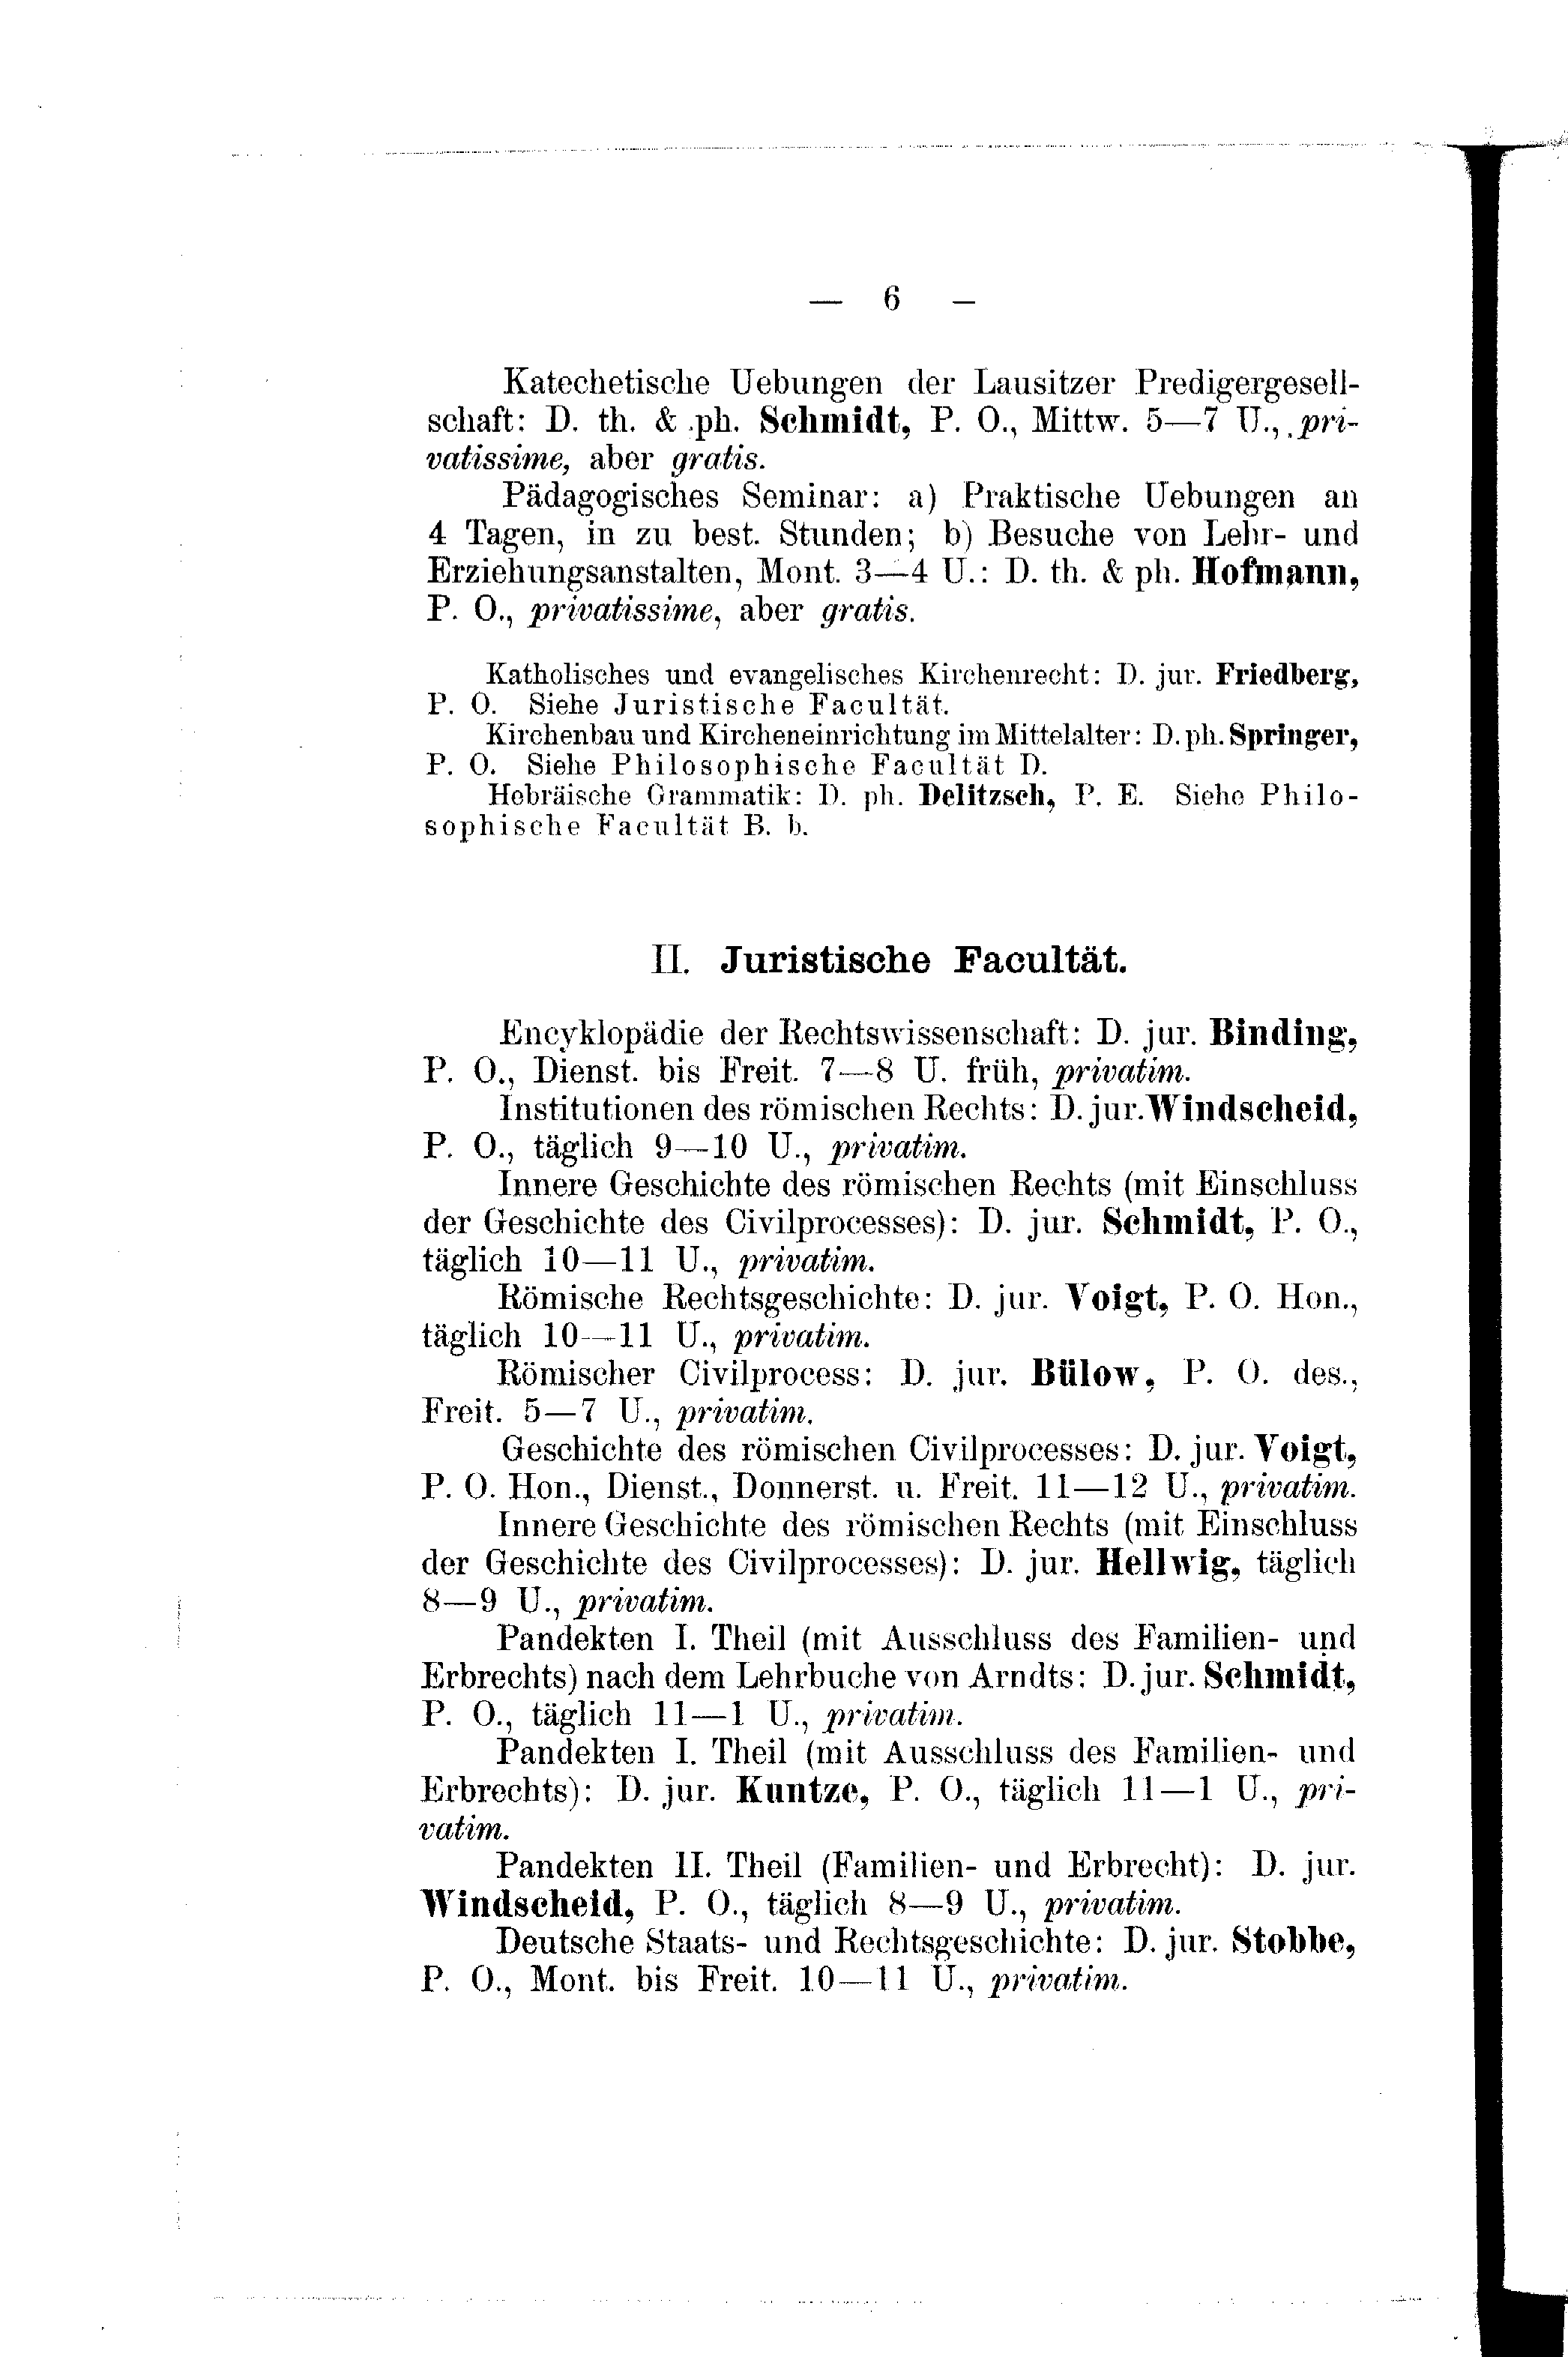 — 6 —
Katechetische Uebungen der Lausitzer Predigergesell-
schaft: D. th. & ph. Schmidt, P. O., Mittw. 5—7 U., pri-
vatissime, aber gratis.
Pädagogisches Seminar: a) Praktische Uebungen an
4 Tagen, in zu best. Stunden; b) Besuche von Lehr- und
Erziehungsanstalten, Mont. 3—4 U.: D. th. & ph. Hofmann,
P. O., privatissime, aber gratis.
Katholisches und evangelisches Kirchenrecht: D. jur. Friedberg,
P. O. Siehe Juristische Facultät.
Kirchenbau und Kircheneinrichtung im Mittelalter: D. ph. Springer,
P. O. Siehe Philosophische Facultät D.
Hebräische Grammatik: D. ph. Delitzsch, P. E. Siehe Philo-
sophische Facultät B. b.
II. Juristische Facultät.
Encyklopädie der Rechtswissenschaft: D. jur. Binding,
P. O., Dienst. bis Freit. 7—8 U. früh, privatim.
Institutionen des römischen Rechts: D. jur. Windscheid,
P. O., täglich 9—10 U., privatim.
Innere Geschichte des römischen Rechts (mit Einschluss
der Geschichte des Civilprocesses): D. jur. Schmidt, P. O.,
täglich 10—11 U., privatim.
Römische Rechtsgeschichte: D. jur. Voigt, P. O. Hon.,
täglich 10—11 U., privatim.
Römischer Civilprocess: D. jur. Bülow, P. O. des.,
Freit. 5—7 U., privatim.
Geschichte des römischen Civilprocesses: D. jur. Voigt,
P. O. Hon., Dienst., Donnerst. u. Freit. 11—12 U., privatim.
Innere Geschichte des römischen Rechts (mit Einschluss
der Geschichte des Civilprocesses): D. jur. Hellwig, täglich
8—9 U., privatim.
Pandekten I. Theil (mit Ausschluss des Familien- und
Erbrechts) nach dem Lehrbuche von Arndts: D. jur. Schmidt,
P. O., täglich 11—1 U., privatim.
Pandekten I. Theil (mit Ausschluss des Familien- und
Erbrechts): D. jur. Kuntze, P. O., täglich 11—1 U., pri-
vatim.
Pandekten II. Theil (Familien- und Erbrecht): D. jur.
Windscheid, P. O., täglich 8—9 U., privatim.
Deutsche Staats- und Rechtsgeschichte: D. jur. Stobbe,
P. O., Mont. bis Freit. 10—11 U., privatim.